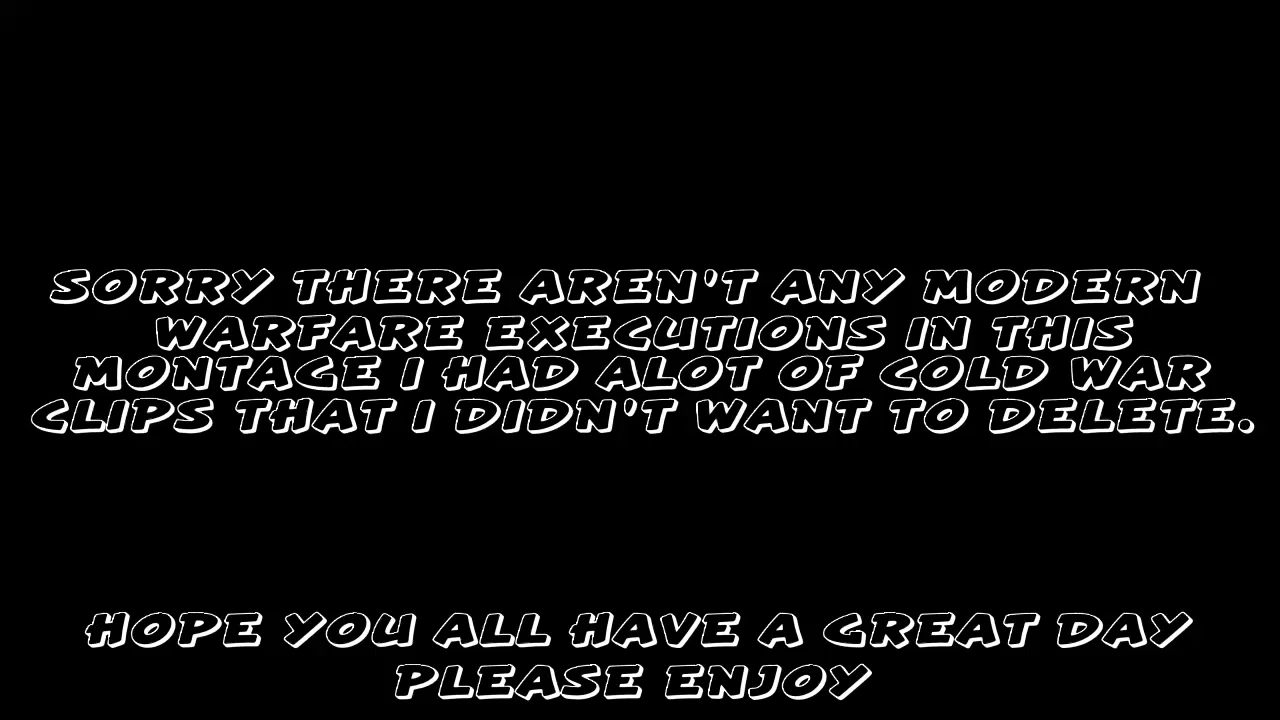 SORRY THERE AREN'T ANY MODERN
WARFARE EXECUTIONS IN THIS
MONTAGE I HAD ALOT OF COLD WAR
CLIPS THAT I DIDN'T WANT TO DELETE.
HOPE YOU ALL HAVE A GREAT DAY
PLEASE ENJOY